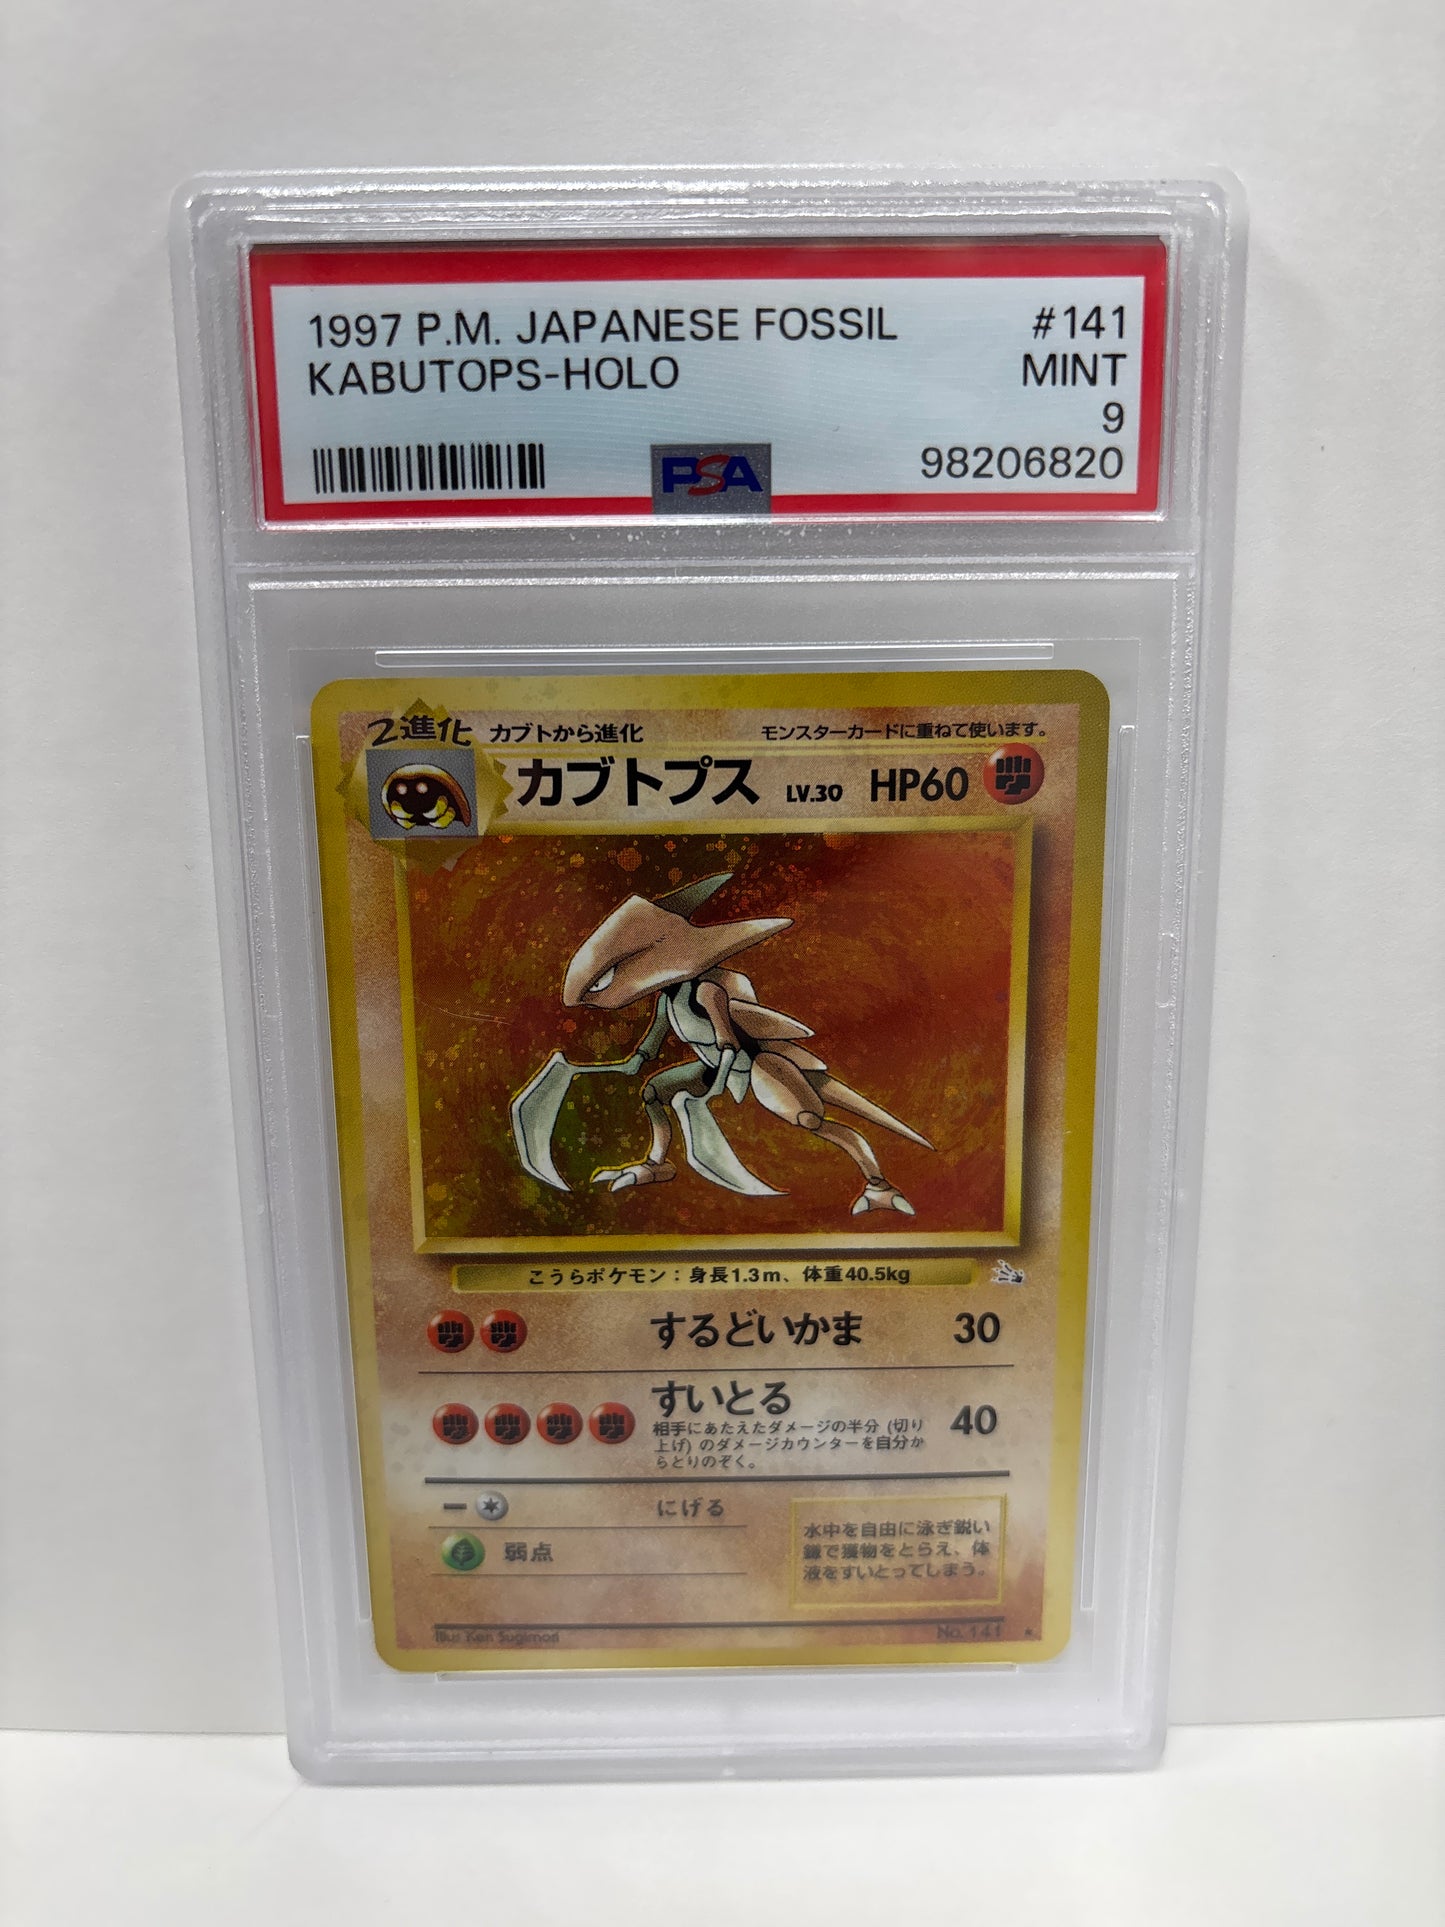 1997 P.M. JAPANESE FOSSIL #141
KABUTOPS-HOLO MINT
9
PSA 98206820
2進化 カブトから進化 モンスターカードに重ねて使います。
カブトプス LV.30 HP60
こうらポケモン：身長1.3m、体重40.5kg
するどいかま 30
すいとる 40
相手にあたえたダメージの半分 (切り
上げ) のダメージカウンターを自分か
らとりのぞく。
にげる
弱点
水中を自由に泳ぎ鋭い
鎌で獲物をとらえ、体
液をすいとってしまう。
Illus. Ken Sugimori No. 141